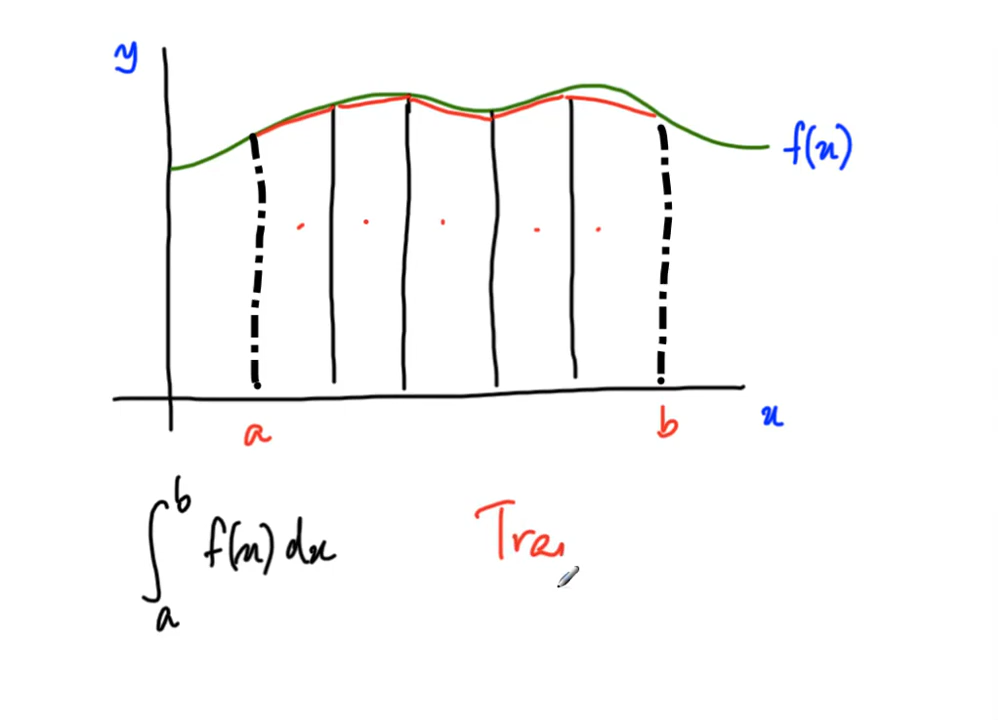 y
f(x)
a b x
∫_a^b f(x) dx
Tra